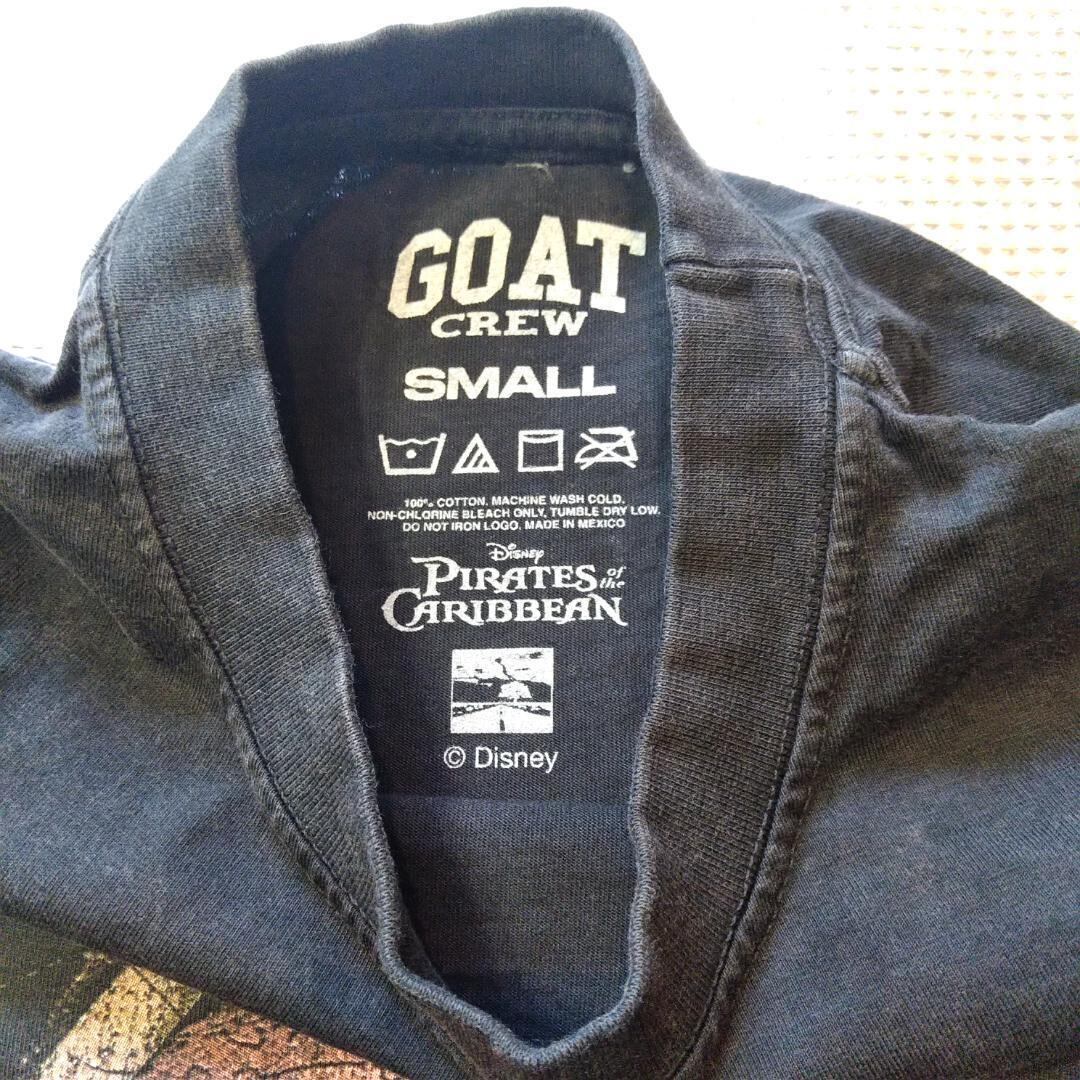 GOAT
CREW
SMALL
100% COTTON. MACHINE WASH COLD.
NON-CHLORINE BLEACH ONLY, TUMBLE DRY LOW.
DO NOT IRON LOGO. MADE IN MEXICO
Disney
PIRATES of the
CARIBBEAN
© Disney